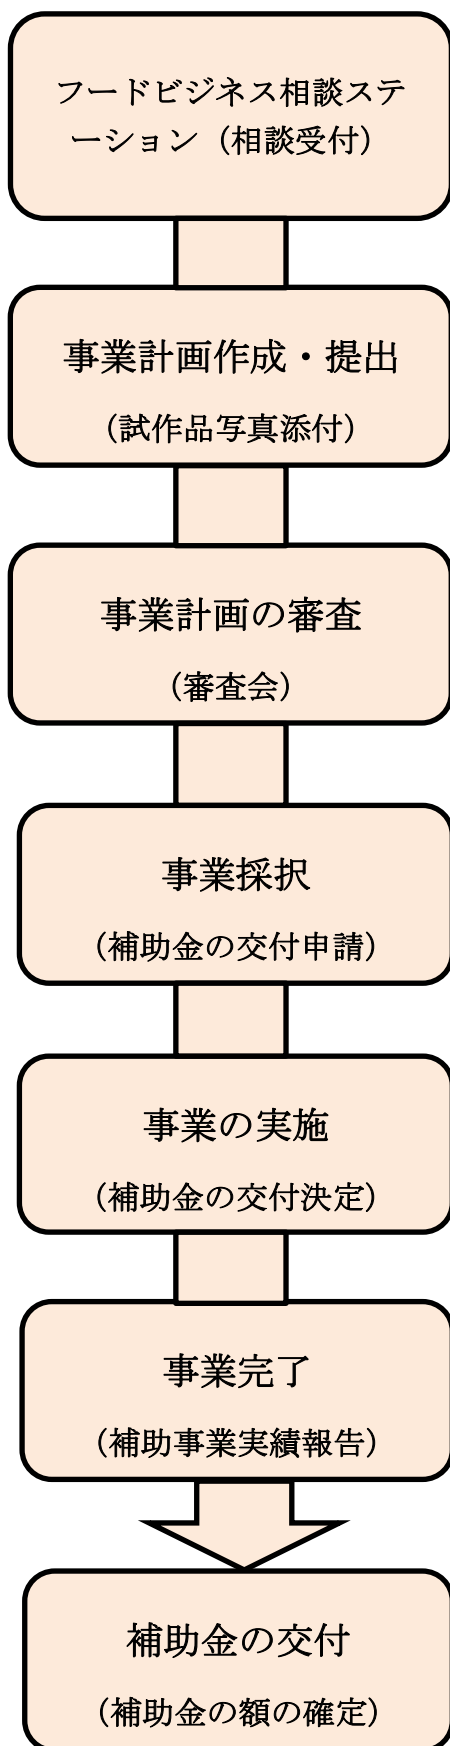 フードビジネス相談ステ
ーション（相談受付）
事業計画作成・提出
（試作品写真添付）
事業計画の審査
（審査会）
事業採択
（補助金の交付申請）
事業の実施
（補助金の交付決定）
事業完了
（補助事業実績報告）
補助金の交付
（補助金の額の確定）